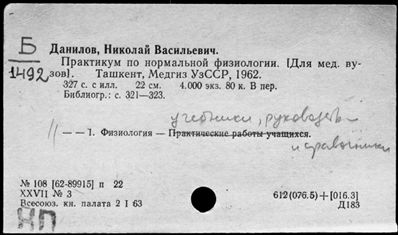 Б
1492
Данилов, Николай Васильевич.
Практикум по нормальной физиологии. [Для мед. ву-
зов]. Ташкент, Медгиз УзССР, 1962.
327 с. с илл. 22 см. 4.000 экз. 80 к. В пер.
Библиогр.: с. 321—323.
учебники, руководства
— — 1. Физиология — Практические работы учащихся.
и справочники
№ 108 [62-89915] п 22
XXVII № 3
Всесоюз. кн. палата 2 I 63
612(076.5)+[016.3]
Д183
НП